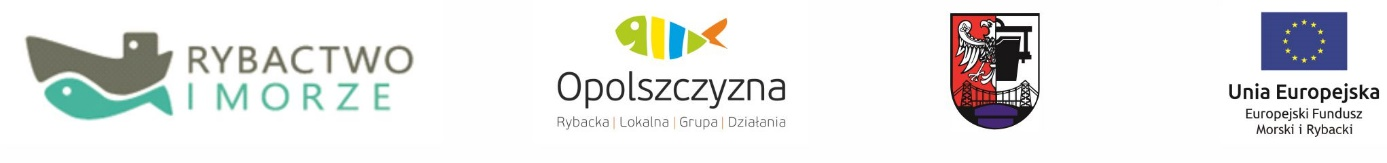 RYBACTWO
I MORZE
Opolszczyzna
Rybacka | Lokalna | Grupa | Działania
Unia Europejska
Europejski Fundusz
Morski i Rybacki